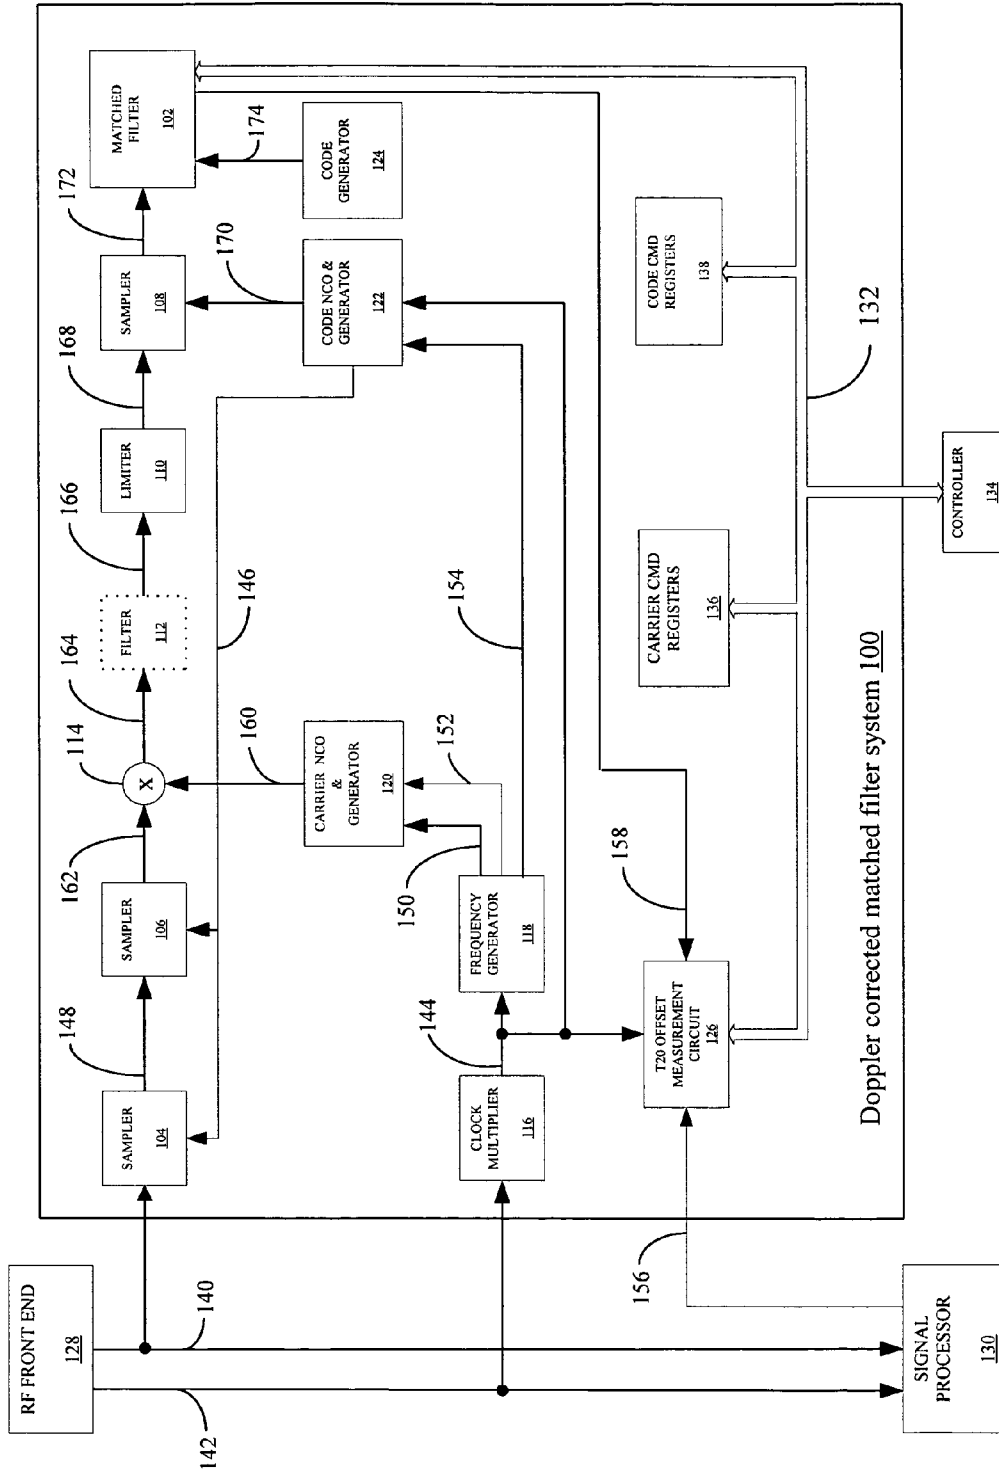 RF FRONT END
128
142
140
SIGNAL
PROCESSOR
130
156
SAMPLER
104
148
SAMPLER
106
162
114
X
164
FILTER
112
166
LIMITER
110
168
SAMPLER
108
172
MATCHED
FILTER
102
146
CLOCK
MULTIPLIER
116
144
FREQUENCY
GENERATOR
118
150
152
154
CARRIER NCO
&
GENERATOR
120
160
CODE NCO &
GENERATOR
122
170
CODE
GENERATOR
124
174
T20 OFFSET
MEASUREMENT
CIRCUIT
126
158
CARRIER CMD
REGISTERS
136
CODE CMD
REGISTERS
138
132
CONTROLLER
134
Doppler corrected matched filter system 100